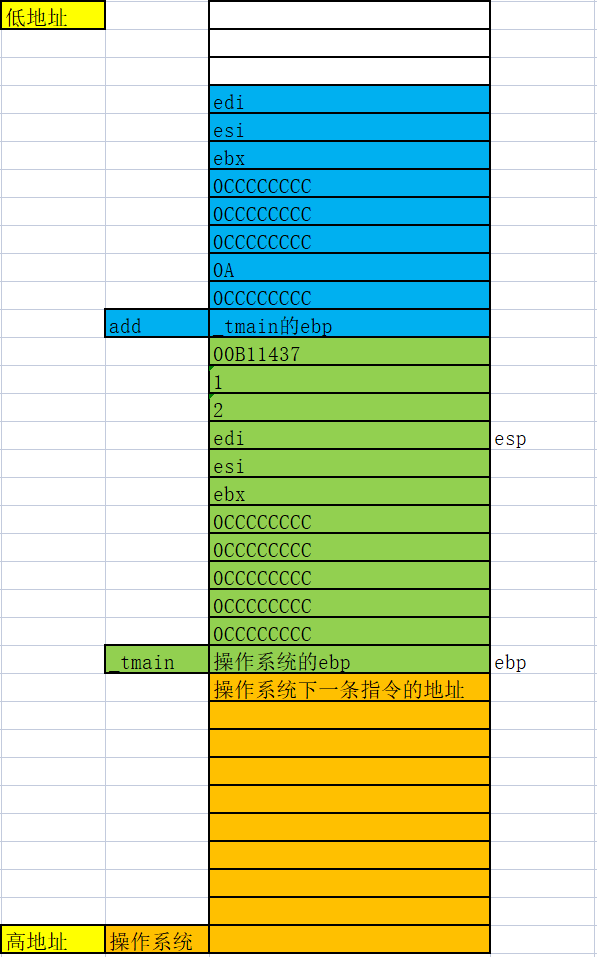 低地址
edi
esi
ebx
0CCCCCCCC
0CCCCCCCC
0CCCCCCCC
0A
0CCCCCCCC
add _tmain的ebp
00B11437
1
2
edi esp
esi
ebx
0CCCCCCCC
0CCCCCCCC
0CCCCCCCC
0CCCCCCCC
0CCCCCCCC
_tmain 操作系统的ebp ebp
操作系统下一条指令的地址
高地址 操作系统